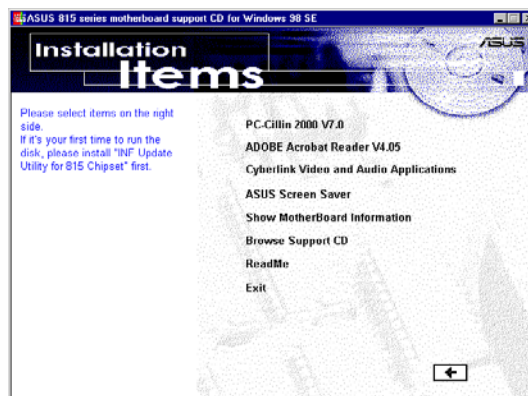 ASUS 815 series motherboard support CD for Windows 98 SE
Installation
Items
/SUS
Please select items on the right
side.
If it's your first time to run the
disk, please install "INF Update
Utility for 815 Chipset" first.
PC-Cillin 2000 V7.0
ADOBE Acrobat Reader V4.05
Cyberlink Video and Audio Applications
ASUS Screen Saver
Show MotherBoard Information
Browse Support CD
ReadMe
Exit